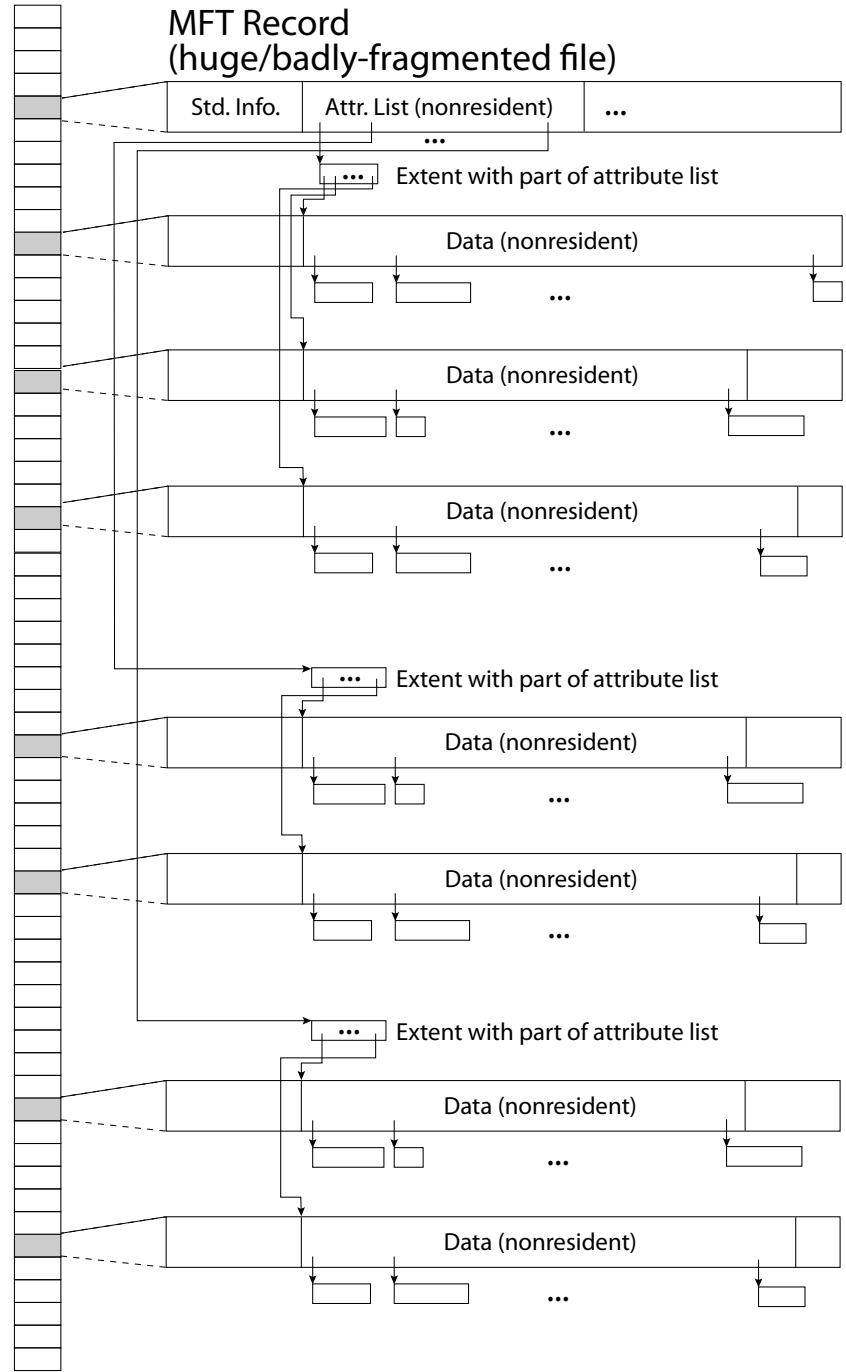 MFT Record
(huge/badly-fragmented file)
Std. Info.
Attr. List (nonresident)
...
...
...
Extent with part of attribute list
Data (nonresident)
...
Data (nonresident)
...
Data (nonresident)
...
...
Extent with part of attribute list
Data (nonresident)
...
Data (nonresident)
...
...
Extent with part of attribute list
Data (nonresident)
...
Data (nonresident)
...